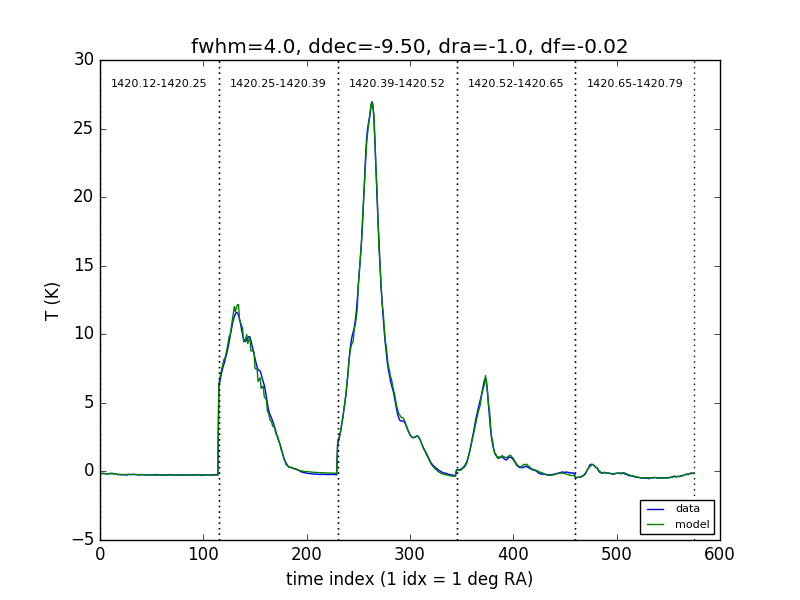 fwhm=4.0, ddec=-9.50, dra=-1.0, df=-0.02
30
1420.12-1420.25 1420.25-1420.39 1420.39-1420.52 1420.52-1420.65 1420.65-1420.79
25
20
15
T (K)
10
5
0
data
model
−5
0 100 200 300 400 500 600
time index (1 idx = 1 deg RA)